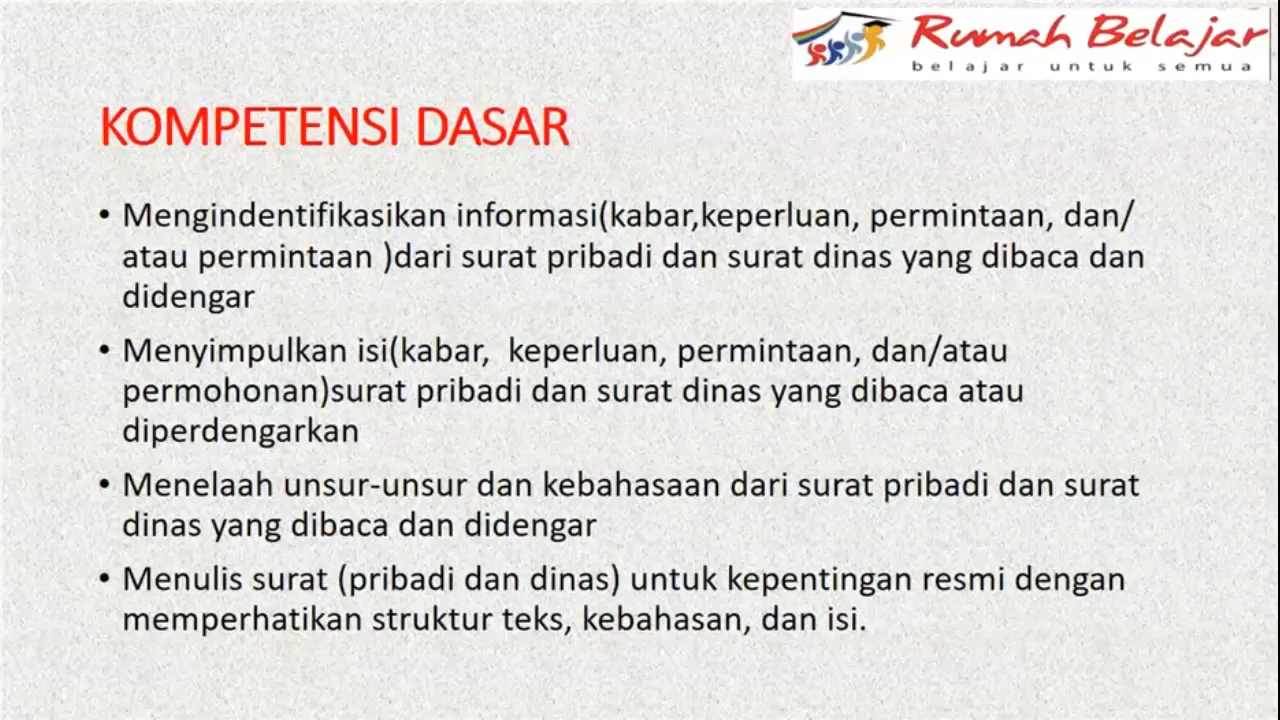 Rumah Belajar
belajar untuk semua
KOMPETENSI DASAR
• Mengindentifikasikan informasi(kabar,keperluan, permintaan, dan/
atau permintaan )dari surat pribadi dan surat dinas yang dibaca dan
didengar
• Menyimpulkan isi(kabar,  keperluan, permintaan, dan/atau
permohonan)surat pribadi dan surat dinas yang dibaca atau
diperdengarkan
• Menelaah unsur-unsur dan kebahasaan dari surat pribadi dan surat
dinas yang dibaca dan didengar
• Menulis surat (pribadi dan dinas) untuk kepentingan resmi dengan
memperhatikan struktur teks, kebahasan, dan isi.